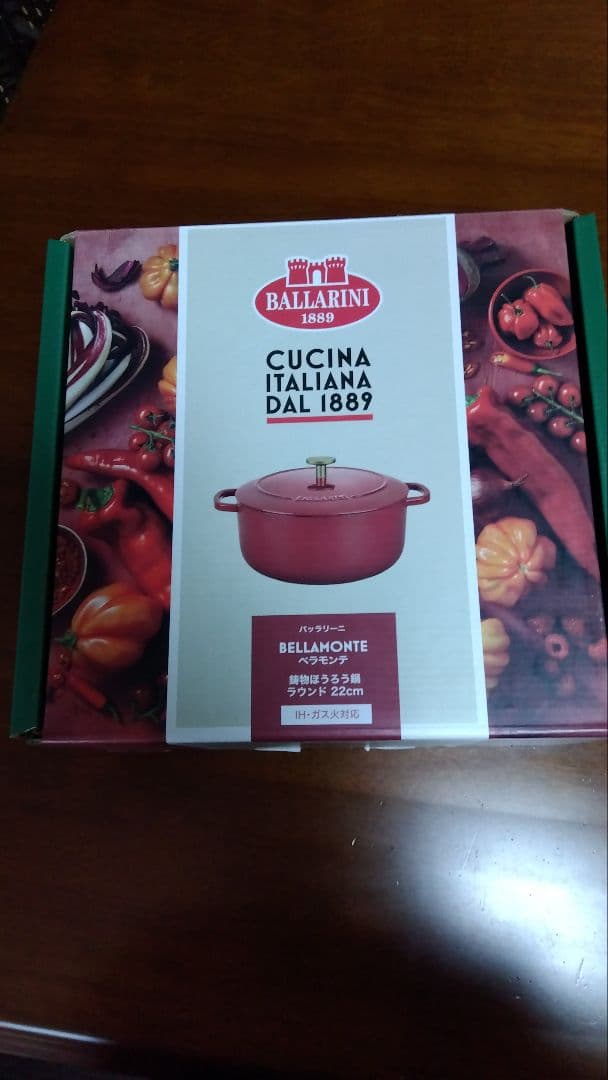 BALLARINI
1889
CUCINA
ITALIANA
DAL 1889
BALLARINI
バッラリーニ
BELLAMONTE
ベラモンテ
鋳物ほうろう鍋
ラウンド 22cm
IH・ガス火対応